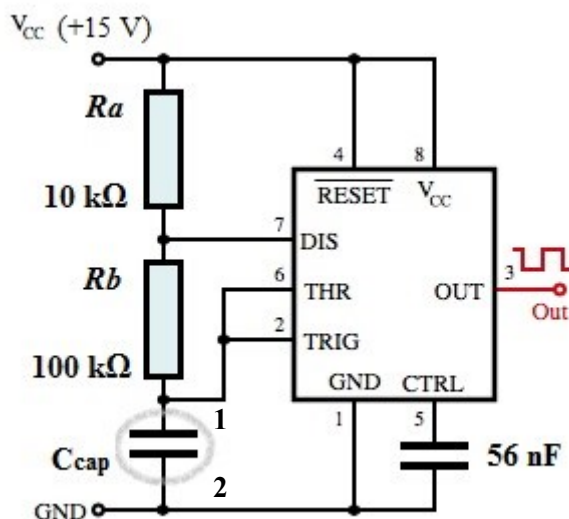 VCC (+15 V)
Ra
10 kΩ
4
8
RESET
VCC
7
DIS
Rb
6
THR
OUT
3
Out
2
TRIG
100 kΩ
GND
CTRL
1
1
5
Ccap
56 nF
2
GND